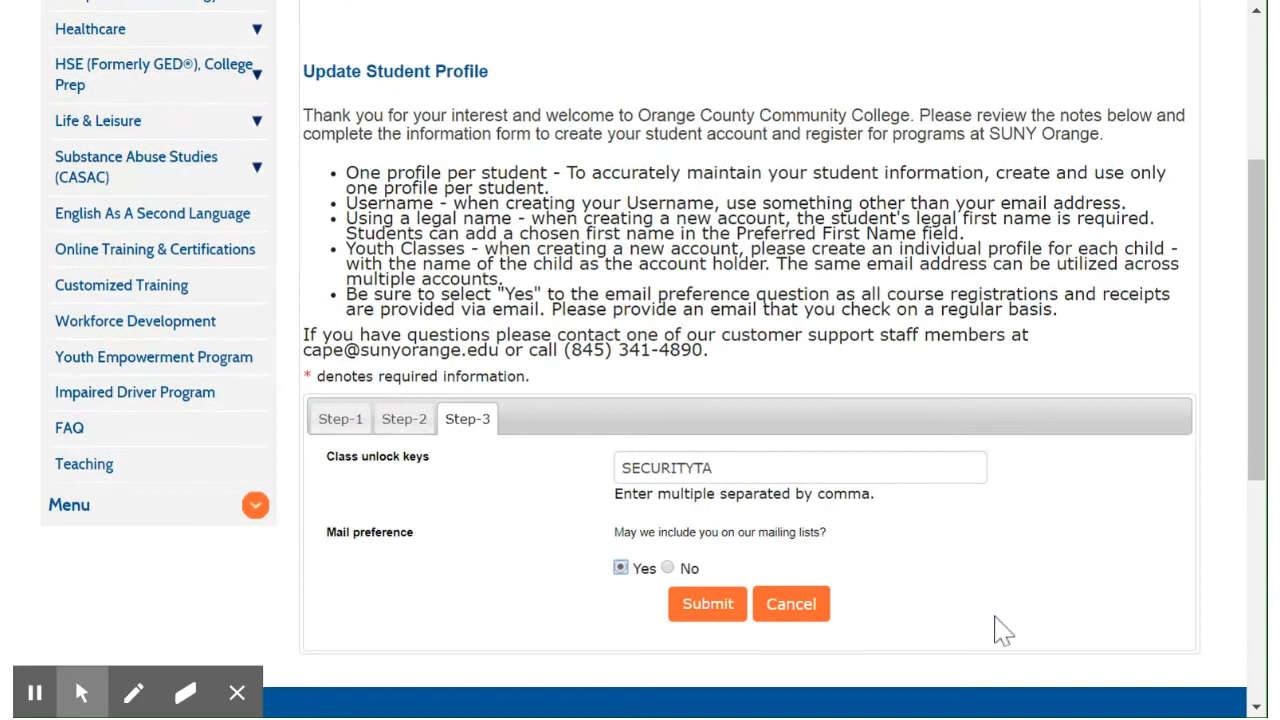 Healthcare
HSE (Formerly GED®), College
Prep
Life & Leisure
Substance Abuse Studies
(CASAC)
English As A Second Language
Online Training & Certifications
Customized Training
Workforce Development
Youth Empowerment Program
Impaired Driver Program
FAQ
Teaching
Menu
Update Student Profile
Thank you for your interest and welcome to Orange County Community College. Please review the notes below and
complete the information form to create your student account and register for programs at SUNY Orange.
• One profile per student - To accurately maintain your student information, create and use only
one profile per student.
• Username - when creating your Username, use something other than your email address.
• Using a legal name - when creating a new account, the student's legal first name is required.
Students can add a chosen first name in the Preferred First Name field.
• Youth Classes - when creating a new account, please create an individual profile for each child -
with the name of the child as the account holder. The same email address can be utilized across
multiple accounts.
• Be sure to select "Yes" to the email preference question as all course registrations and receipts
are provided via email. Please provide an email that you check on a regular basis.
If you have questions please contact one of our customer support staff members at
cape@sunyorange.edu or call (845) 341-4890.
* denotes required information.
Step-1 Step-2 Step-3
Class unlock keys
SECURITYTA
Enter multiple separated by comma.
Mail preference
May we include you on our mailing lists?
Yes No
Submit Cancel